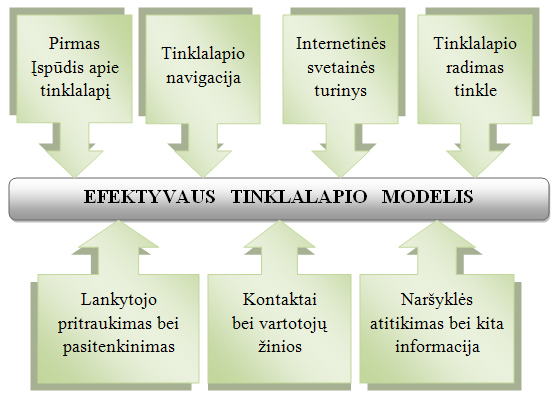 Pirmas
Įspūdis apie
tinklalapį
Tinklalapio
navigacija
Internetinės
svetainės
turinys
Tinklalapio
radimas
tinkle
EFEKTYVAUS TINKLALAPIO MODELIS
Lankytojo
pritraukimas bei
pasitenkinimas
Kontaktai
bei vartotojų
žinios
Naršyklės
atitikimas bei kita
informacija